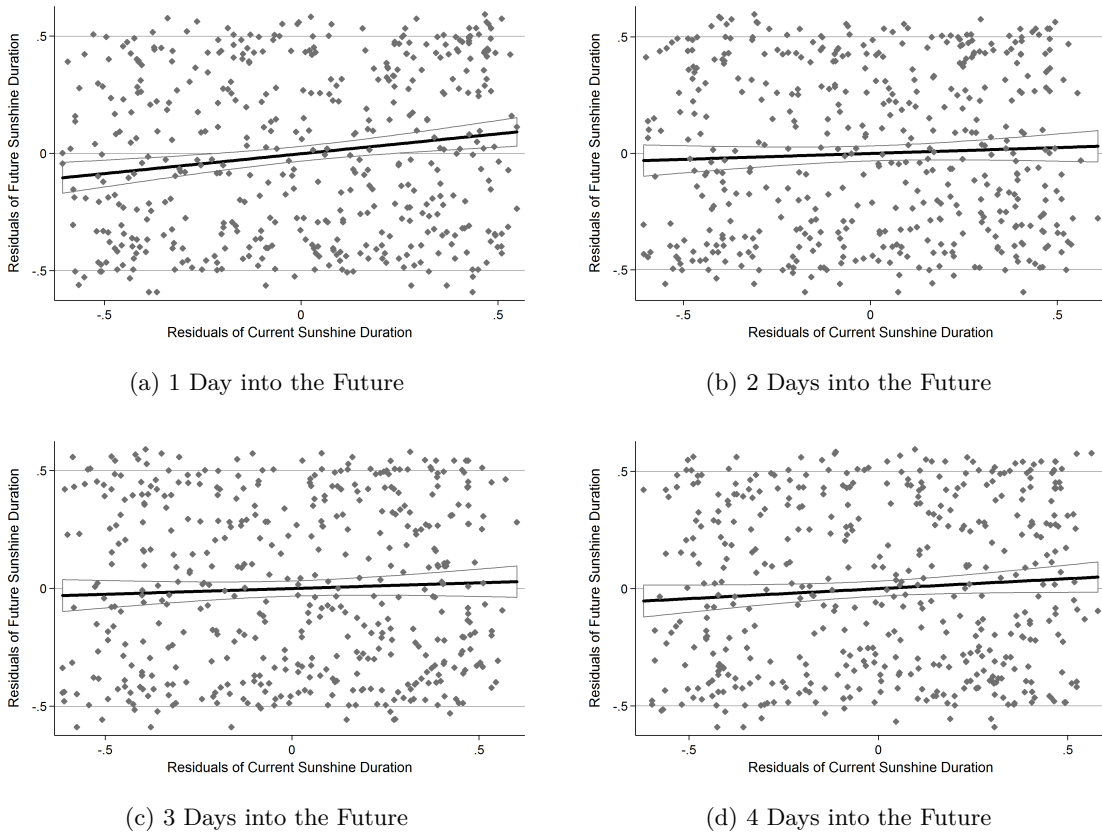 Residuals of Future Sunshine Duration
.5
0
-.5
-.5 0 .5
Residuals of Current Sunshine Duration
(a) 1 Day into the Future
Residuals of Future Sunshine Duration
.5
0
-.5
-.5 0 .5
Residuals of Current Sunshine Duration
(b) 2 Days into the Future
Residuals of Future Sunshine Duration
.5
0
-.5
-.5 0 .5
Residuals of Current Sunshine Duration
(c) 3 Days into the Future
Residuals of Future Sunshine Duration
.5
0
-.5
-.5 0 .5
Residuals of Current Sunshine Duration
(d) 4 Days into the Future